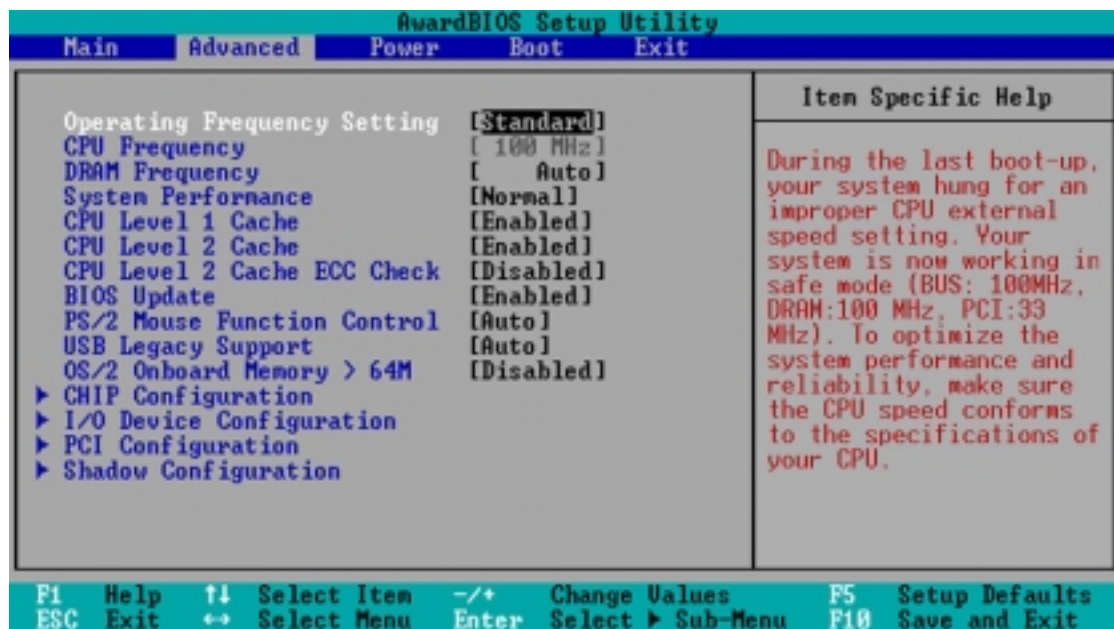 AwardBIOS Setup Utility
Main Advanced Power Boot Exit
Operating Frequency Setting [Standard]
CPU Frequency [ 100 MHz]
DRAM Frequency [ Auto]
System Performance [Normal]
CPU Level 1 Cache [Enabled]
CPU Level 2 Cache [Enabled]
CPU Level 2 Cache ECC Check [Disabled]
BIOS Update [Enabled]
PS/2 Mouse Function Control [Auto]
USB Legacy Support [Auto]
OS/2 Onboard Memory > 64M [Disabled]
▶ CHIP Configuration
▶ I/O Device Configuration
▶ PCI Configuration
▶ Shadow Configuration
Item Specific Help
During the last boot-up,
your system hung for an
improper CPU external
speed setting. Your
system is now working in
safe mode (BUS: 100MHz,
DRAM:100 MHz, PCI:33
MHz). To optimize the
system performance and
reliability, make sure
the CPU speed conforms
to the specifications of
your CPU.
F1 Help ↑↓ Select Item -/+ Change Values F5 Setup Defaults
ESC Exit ↔ Select Menu Enter Select ▶ Sub-Menu F10 Save and Exit